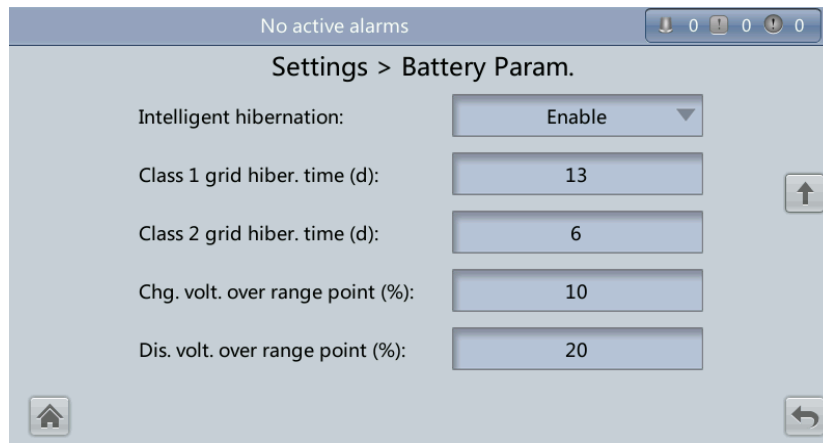 No active alarms 0 0 0
Settings > Battery Param.
Intelligent hibernation: Enable
Class 1 grid hiber. time (d): 13
Class 2 grid hiber. time (d): 6
Chg. volt. over range point (%): 10
Dis. volt. over range point (%): 20